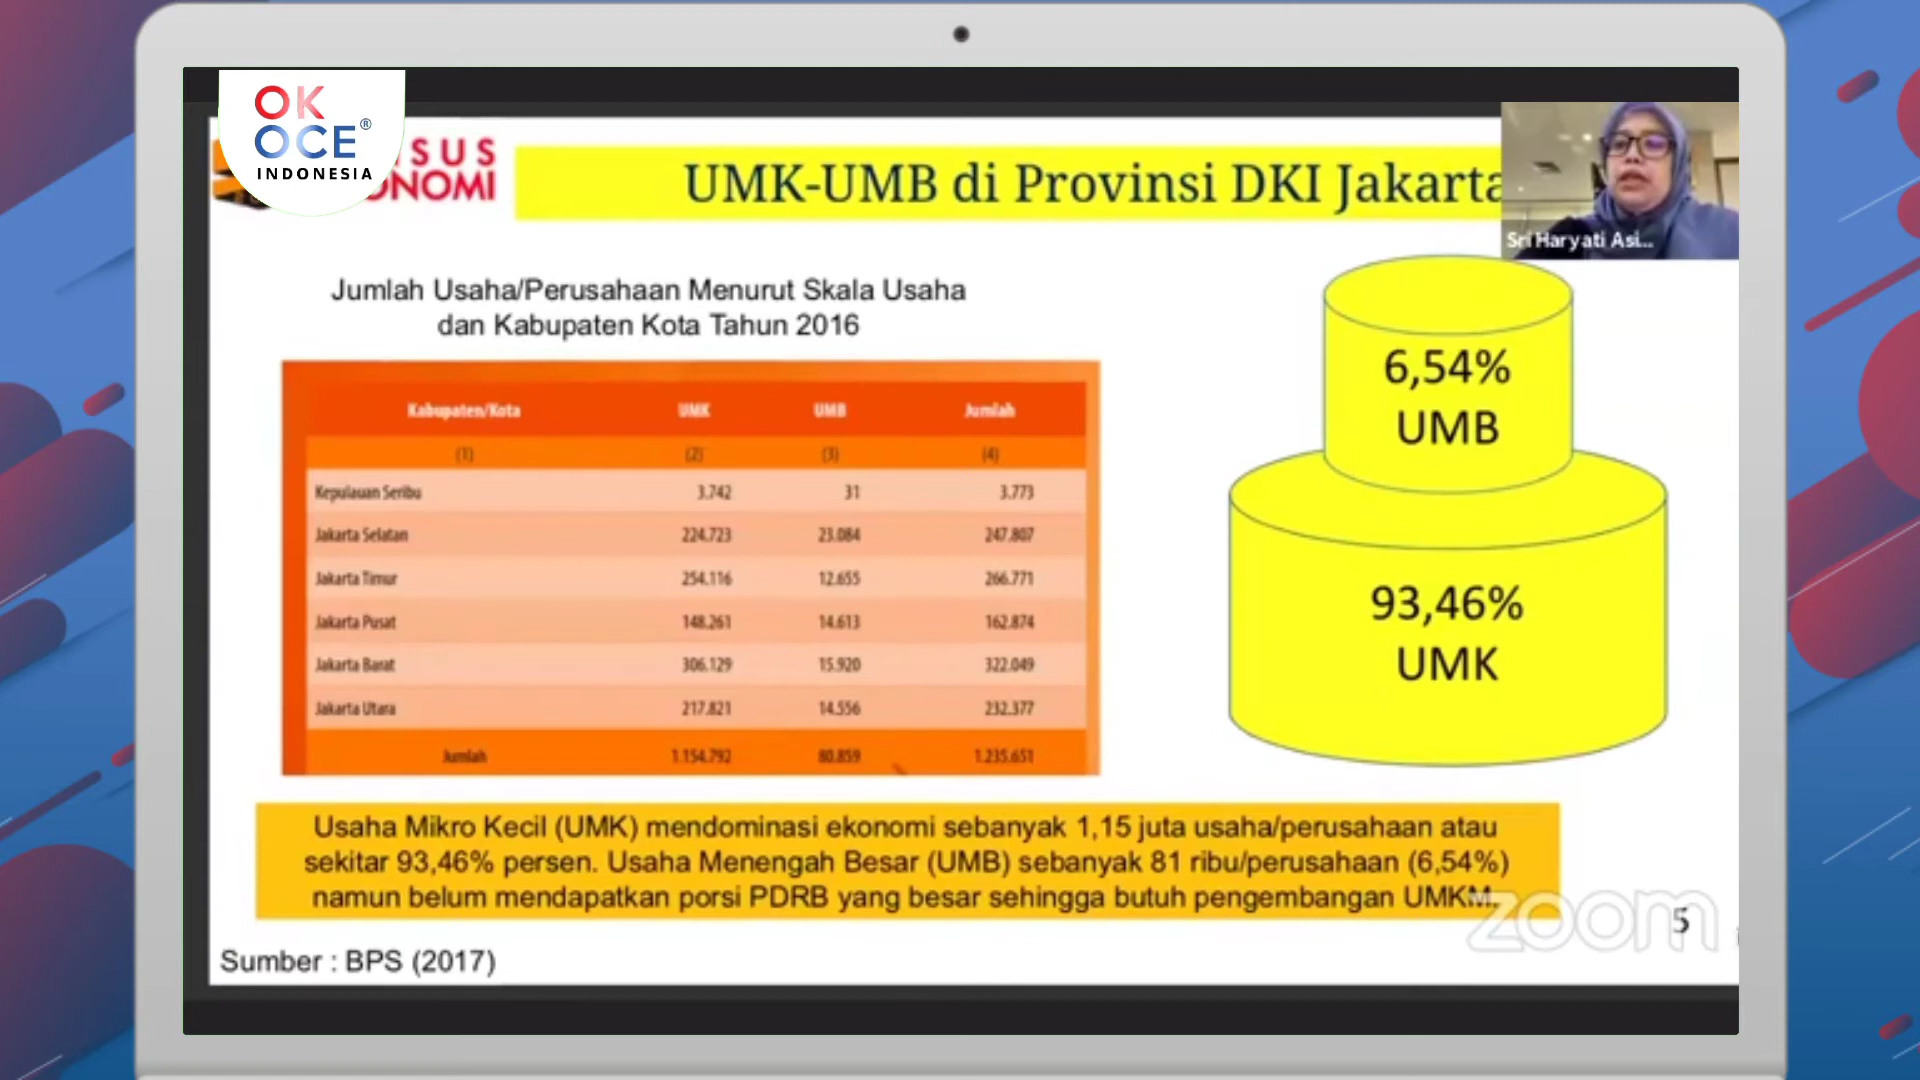 OK
OCE®
INDONESIA
SUS
ONOMI
UMK-UMB di Provinsi DKI Jakarta
Sri Haryati Asi...
Jumlah Usaha/Perusahaan Menurut Skala Usaha
dan Kabupaten Kota Tahun 2016
Kabupaten/Kota UMK UMB Jumlah
(1) (2) (3) (4)
Kepulauan Seribu 3.742 31 3.773
Jakarta Selatan 224.723 23.084 247.807
Jakarta Timur 254.116 12.655 266.771
Jakarta Pusat 148.261 14.613 162.874
Jakarta Barat 306.129 15.920 322.049
Jakarta Utara 217.821 14.556 232.377
Jumlah 1.154.792 80.859 1.235.651
6,54%
UMB
93,46%
UMK
Usaha Mikro Kecil (UMK) mendominasi ekonomi sebanyak 1,15 juta usaha/perusahaan atau
sekitar 93,46% persen. Usaha Menengah Besar (UMB) sebanyak 81 ribu/perusahaan (6,54%)
namun belum mendapatkan porsi PDRB yang besar sehingga butuh pengembangan UMKM.
zoom
5
Sumber : BPS (2017)